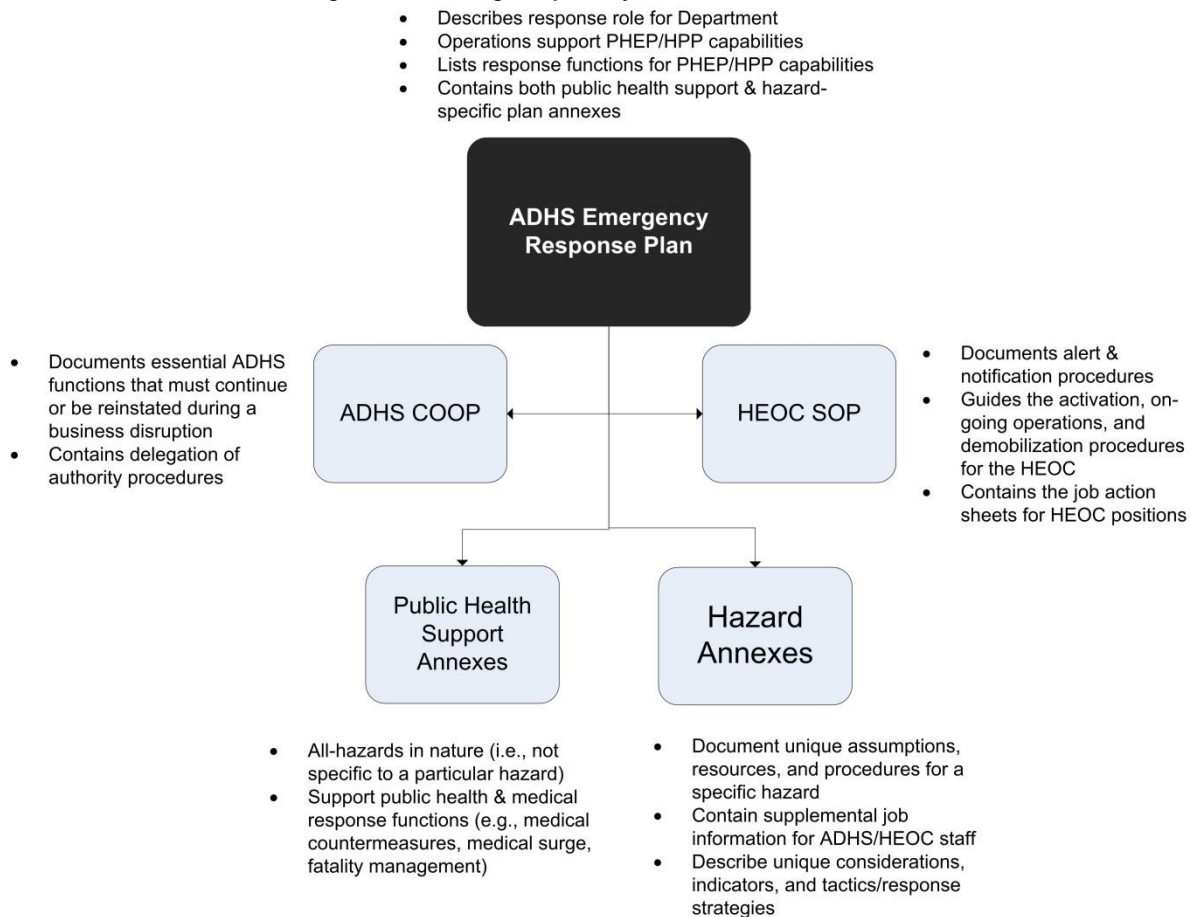 • Describes response role for Department
• Operations support PHEP/HPP capabilities
• Lists response functions for PHEP/HPP capabilities
• Contains both public health support & hazard-
specific plan annexes
ADHS Emergency
Response Plan
• Documents essential ADHS
functions that must continue
or be reinstated during a
business disruption
• Contains delegation of
authority procedures
ADHS COOP
HEOC SOP
• Documents alert &
notification procedures
• Guides the activation, on-
going operations, and
demobilization procedures
for the HEOC
• Contains the job action
sheets for HEOC positions
Public Health
Support
Annexes
Hazard
Annexes
• All-hazards in nature (i.e., not
specific to a particular hazard)
• Support public health & medical
response functions (e.g., medical
countermeasures, medical surge,
fatality management)
• Document unique assumptions,
resources, and procedures for a
specific hazard
• Contain supplemental job
information for ADHS/HEOC staff
• Describe unique considerations,
indicators, and tactics/response
strategies